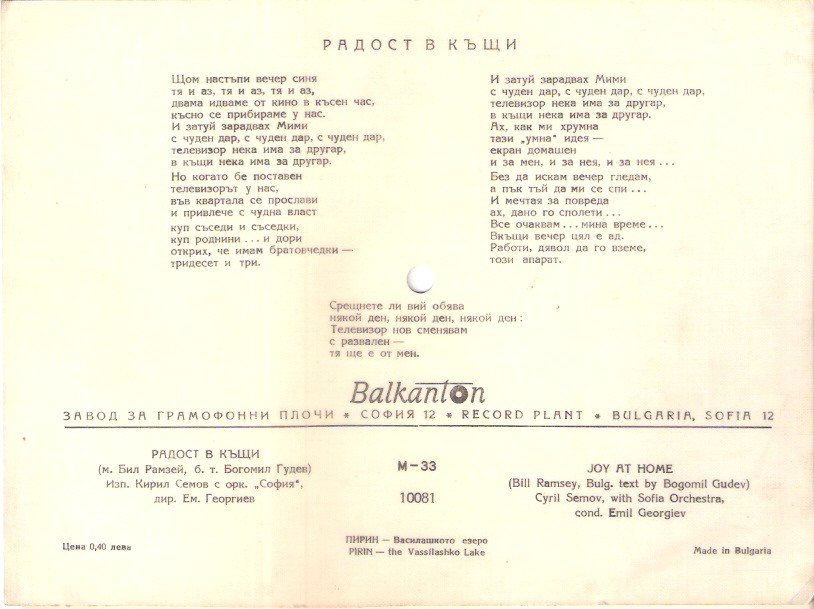 РАДОСТ В КЪЩИ
Щом настъпи вечер синя
тя и аз, тя и аз, тя и аз,
двама идваме от кино в късен час,
късно се прибираме у нас.
И затуй зарадвах Мими
с чуден дар, с чуден дар, с чуден дар,
телевизор нека има за другар,
в къщи нека има за другар.
Но когато бе поставен
телевизорът у нас,
във квартала се прослави
и привлече с чудна власт
куп съседи и съседки,
куп роднини ... и дори
открих, че имам братовчедки —
тридесет и три.
И затуй зарадвах Мими
с чуден дар, с чуден дар, с чуден дар,
телевизор нека има за другар,
в къщи нека има за другар.
Ах, как ми хрумна
тази „умна" идея —
екран домашен
и за мен, и за нея, и за нея ...
Без да искам вечер гледам,
а пък тъй да ми се спи ...
И мечтая за повреда
ах, дано го сполети ...
Все очаквам ... мина време ...
Вкъщи вечер цял е ад.
Работи, дявол да го вземе,
този апарат.
Срещнете ли вий обява
някой ден, някой ден, някой ден :
Телевизор нов сменявам
с развален —
тя ще е от мен.
Balkanton
ЗАВОД ЗА ГРАМОФОННИ ПЛОЧИ * СОФИЯ 12 * RECORD PLANT * BULGARIA, SOFIA 12
РАДОСТ В КЪЩИ
(м. Бил Рамзей, б. т. Богомил Гудев)
Изп. Кирил Семов с орк. „София",
дир. Ем. Георгиев
М-33
10081
JOY AT HOME
(Bill Ramsey, Bulg. text by Bogomil Gudev)
Cyril Semov, with Sofia Orchestra,
cond. Emil Georgiev
Цена 0,40 лева
ПИРИН — Василашкото езеро
PIRIN — the Vassilashko Lake
Made in Bulgaria